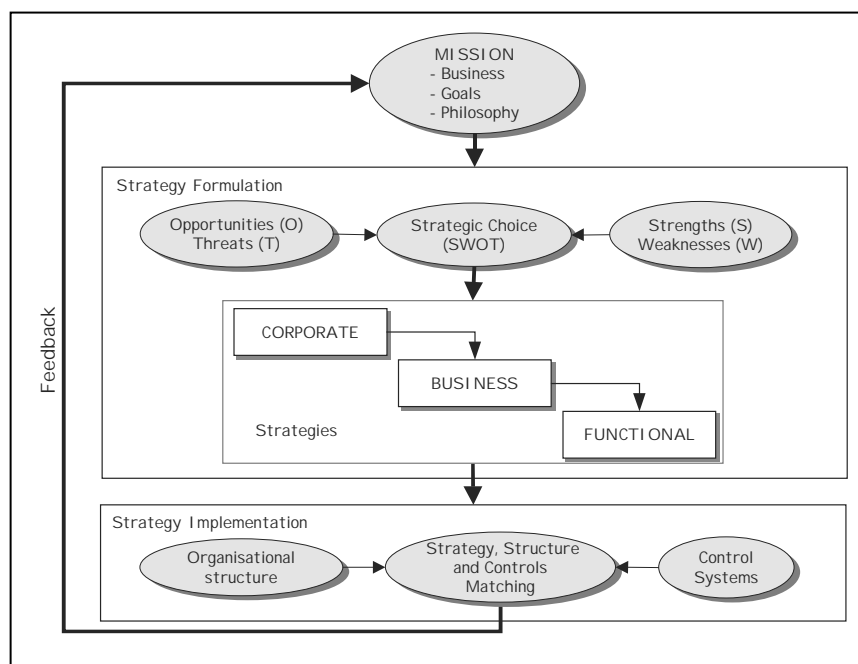 MISSION
- Business
- Goals
- Philosophy
Strategy Formulation
Opportunities (O)
Threats (T)
Strategic Choice
(SWOT)
Strengths (S)
Weaknesses (W)
CORPORATE
BUSINESS
FUNCTIONAL
Strategies
Feedback
Strategy Implementation
Organisational
structure
Strategy, Structure
and Controls
Matching
Control
Systems